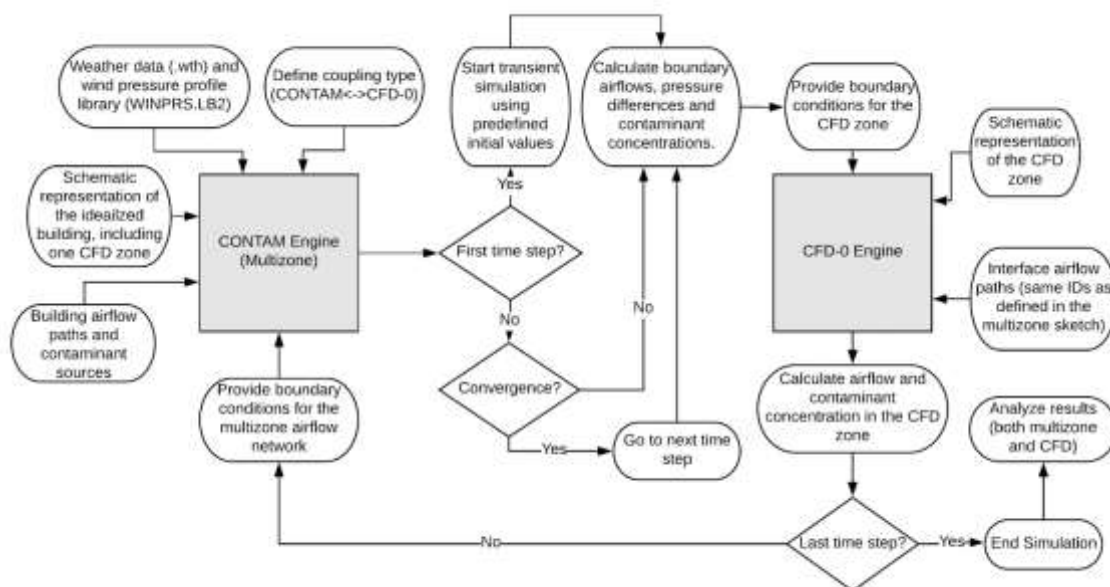 Weather data (.wth) and
wind pressure profile
library (WINPRS.LB2)
Define coupling type
(CONTAM<->CFD-0)
Start transient
simulation
using
predefined
initial values
Calculate boundary
airflows, pressure
differences and
contaminant
concentrations.
Provide boundary
conditions for the
CFD zone
Schematic
representation
of the CFD
zone
Schematic
representation of
the idealized
building, including
one CFD zone
CONTAM Engine
(Multizone)
Yes
First time step?
No
No
CFD-0 Engine
Interface airflow
paths (same IDs as
defined in the
multizone sketch)
Building airflow
paths and
contaminant
sources
Provide boundary
conditions for the
multizone airflow
network
Convergence?
Yes
Go to next time
step
Calculate airflow and
contaminant
concentration in the CFD
zone
Analyze results
(both multizone
and CFD)
No
Last time step?
Yes
End Simulation